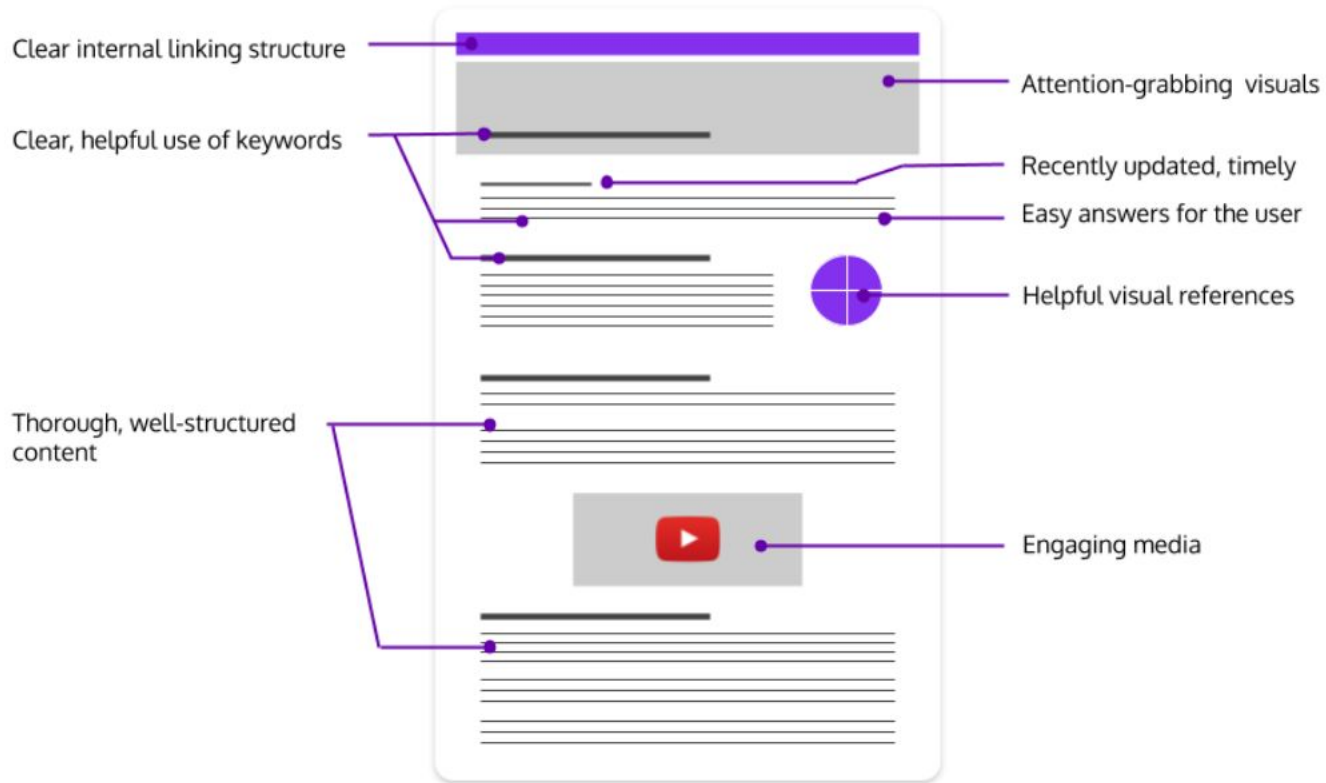 Clear internal linking structure
Attention-grabbing visuals
Clear, helpful use of keywords
Recently updated, timely
Easy answers for the user
Helpful visual references
Thorough, well-structured
content
Engaging media